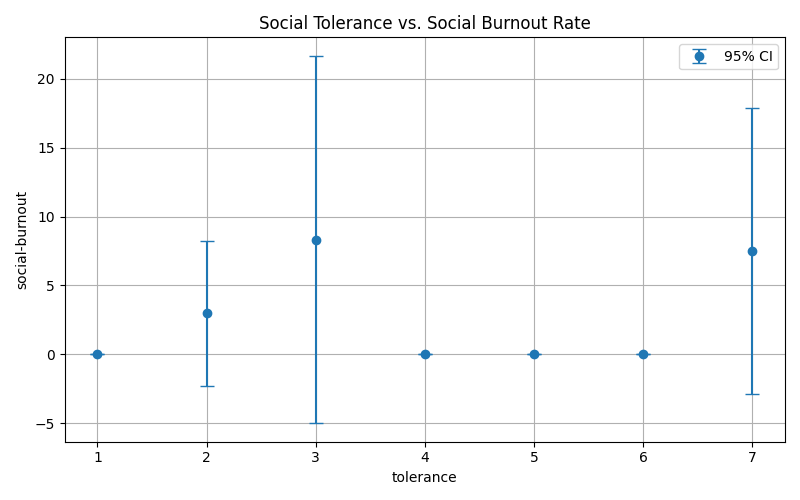 Social Tolerance vs. Social Burnout Rate
95% CI
social-burnout
20
15
10
5
0
−5
1 2 3 4 5 6 7
tolerance